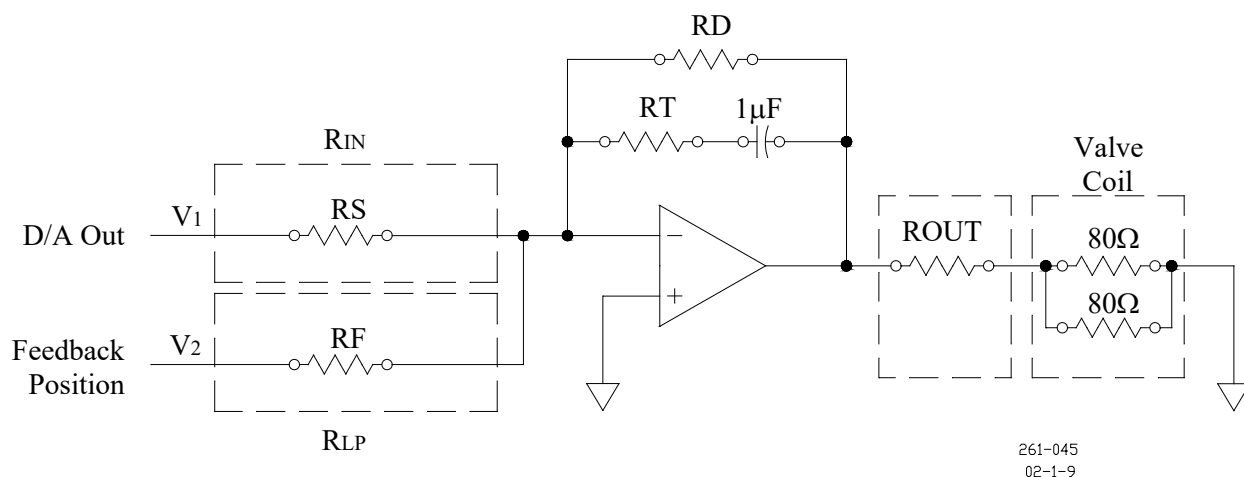 RD
RT
1μF
RIN
Valve
Coil
V1
RS
D/A Out
ROUT
80Ω
80Ω
V2
RF
Feedback
Position
RLP
261-045
02-1-9